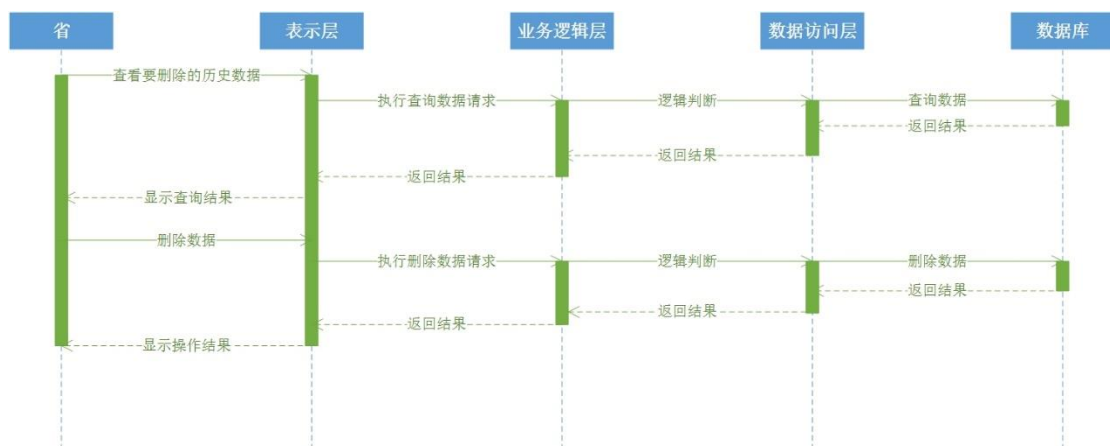 省
表示层
业务逻辑层
数据访问层
数据库
查看要删除的历史数据
执行查询数据请求
逻辑判断
查询数据
返回结果
返回结果
返回结果
显示查询结果
删除数据
执行删除数据请求
逻辑判断
删除数据
返回结果
返回结果
返回结果
显示操作结果